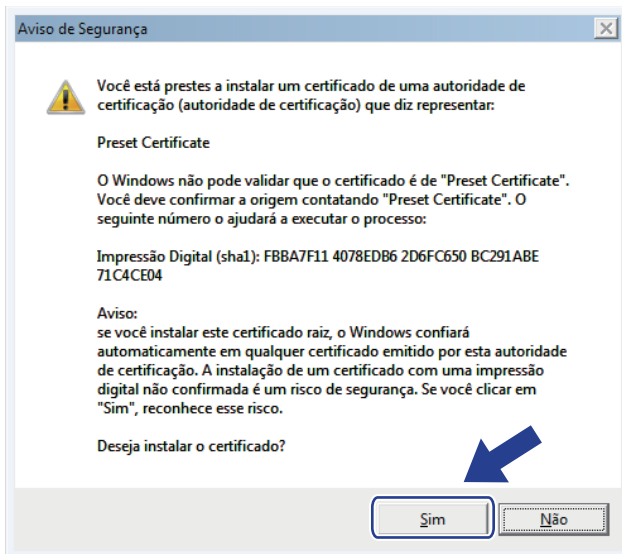 Aviso de Segurança
Você está prestes a instalar um certificado de uma autoridade de
certificação (autoridade de certificação) que diz representar:
Preset Certificate
O Windows não pode validar que o certificado é de "Preset Certificate".
Você deve confirmar a origem contatando "Preset Certificate". O
seguinte número o ajudará a executar o processo:
Impressão Digital (sha1): FBBA7F11 4078EDB6 2D6FC650 BC291ABE
71C4CE04
Aviso:
se você instalar este certificado raiz, o Windows confiará
automaticamente em qualquer certificado emitido por esta autoridade
de certificação. A instalação de um certificado com uma impressão
digital não confirmada é um risco de segurança. Se você clicar em
"Sim", reconhece esse risco.
Deseja instalar o certificado?
Sim Não